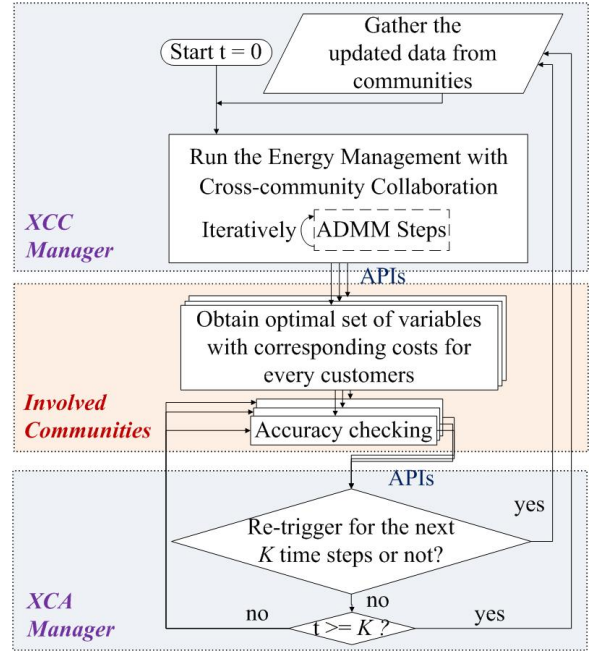 Start t = 0
Gather the
updated data from
communities
Run the Energy Management with
Cross-community Collaboration
Iteratively
ADMM Steps
XCC
Manager
APIs
Obtain optimal set of variables
with corresponding costs for
every customers
Involved
Communities
Accuracy checking
APIs
yes
Re-trigger for the next
K time steps or not?
no
no
t >= K ?
yes
XCA
Manager